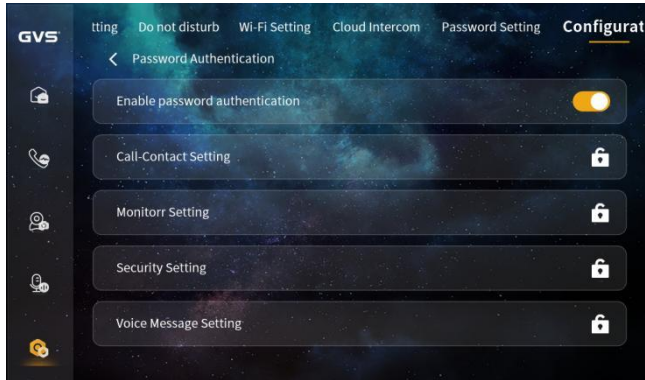 GVS
tting Do not disturb Wi-Fi Setting Cloud Intercom Password Setting Configurat
Password Authentication
Enable password authentication
Call-Contact Setting
Monitorr Setting
Security Setting
Voice Message Setting